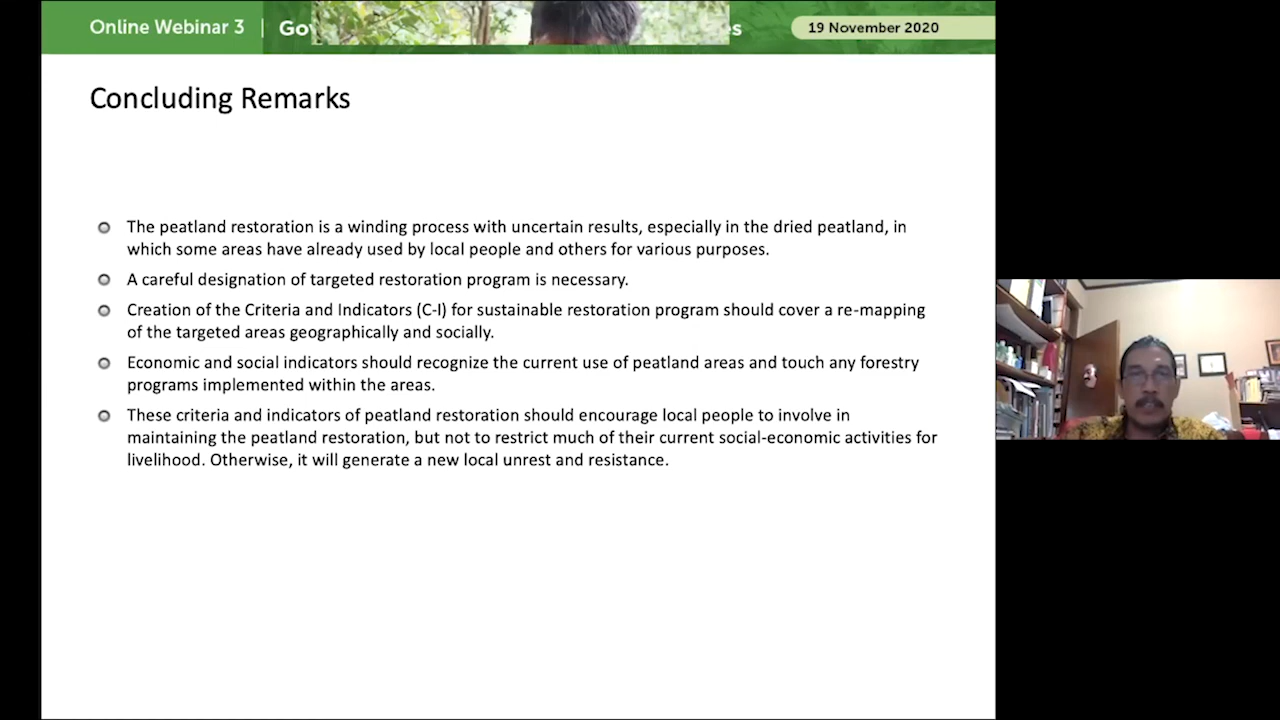 Online Webinar 3 |
19 November 2020
Concluding Remarks
The peatland restoration is a winding process with uncertain results, especially in the dried peatland, in
which some areas have already used by local people and others for various purposes.
A careful designation of targeted restoration program is necessary.
Creation of the Criteria and Indicators (C-I) for sustainable restoration program should cover a re-mapping
of the targeted areas geographically and socially.
Economic and social indicators should recognize the current use of peatland areas and touch any forestry
programs implemented within the areas.
These criteria and indicators of peatland restoration should encourage local people to involve in
maintaining the peatland restoration, but not to restrict much of their current social-economic activities for
livelihood. Otherwise, it will generate a new local unrest and resistance.